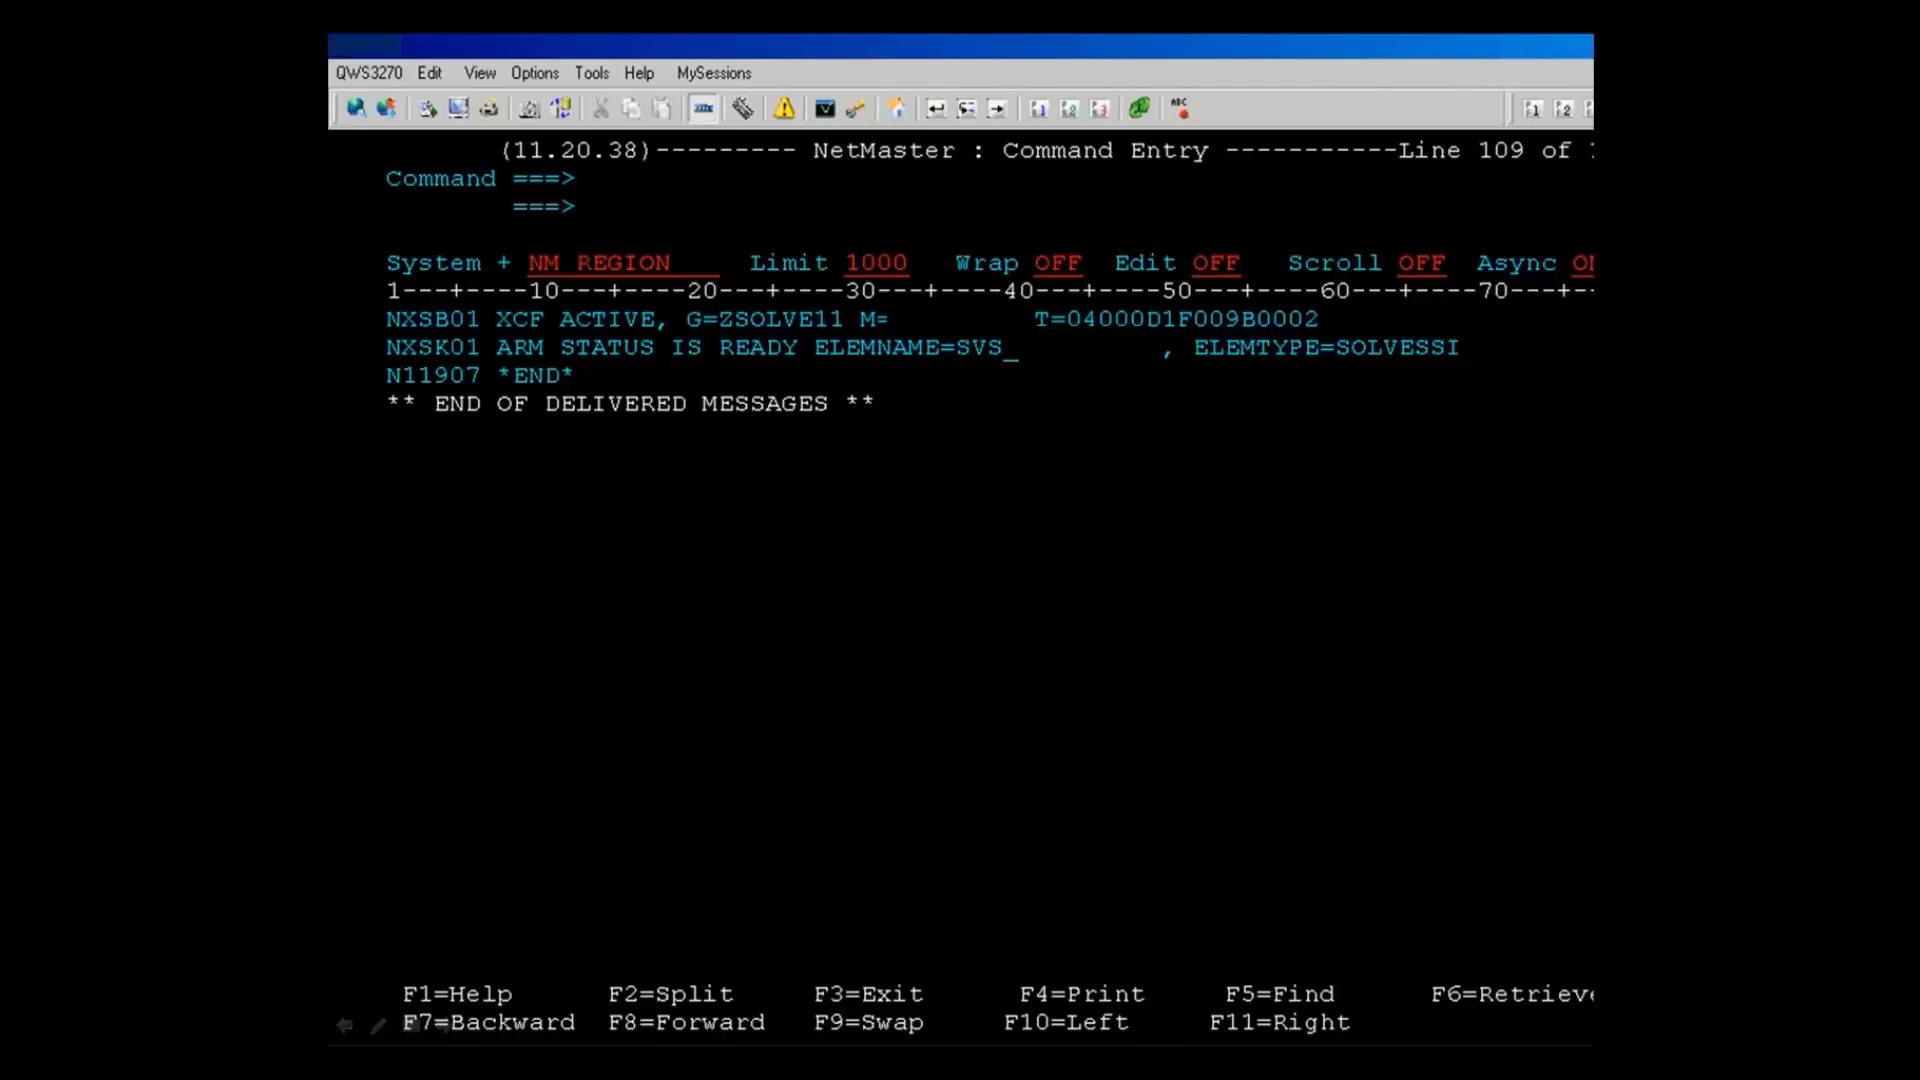 QWS3270 Edit View Options Tools Help MySessions
(11.20.38)--------- NetMaster : Command Entry -----------Line 109 of
Command ===>
===>
System + NM REGION Limit 1000 Wrap OFF Edit OFF Scroll OFF Async
1---+----10---+----20---+----30---+----40---+----50---+----60---+----70---+--
NXSB01 XCF ACTIVE, G=ZSOLVE11 M= T=04000D1F009B0002
NXSK01 ARM STATUS IS READY ELEMNAME=SVS_ , ELEMTYPE=SOLVESSI
N11907 *END*
** END OF DELIVERED MESSAGES **
F1=Help F2=Split F3=Exit F4=Print F5=Find F6=Retrieve
F7=Backward F8=Forward F9=Swap F10=Left F11=Right